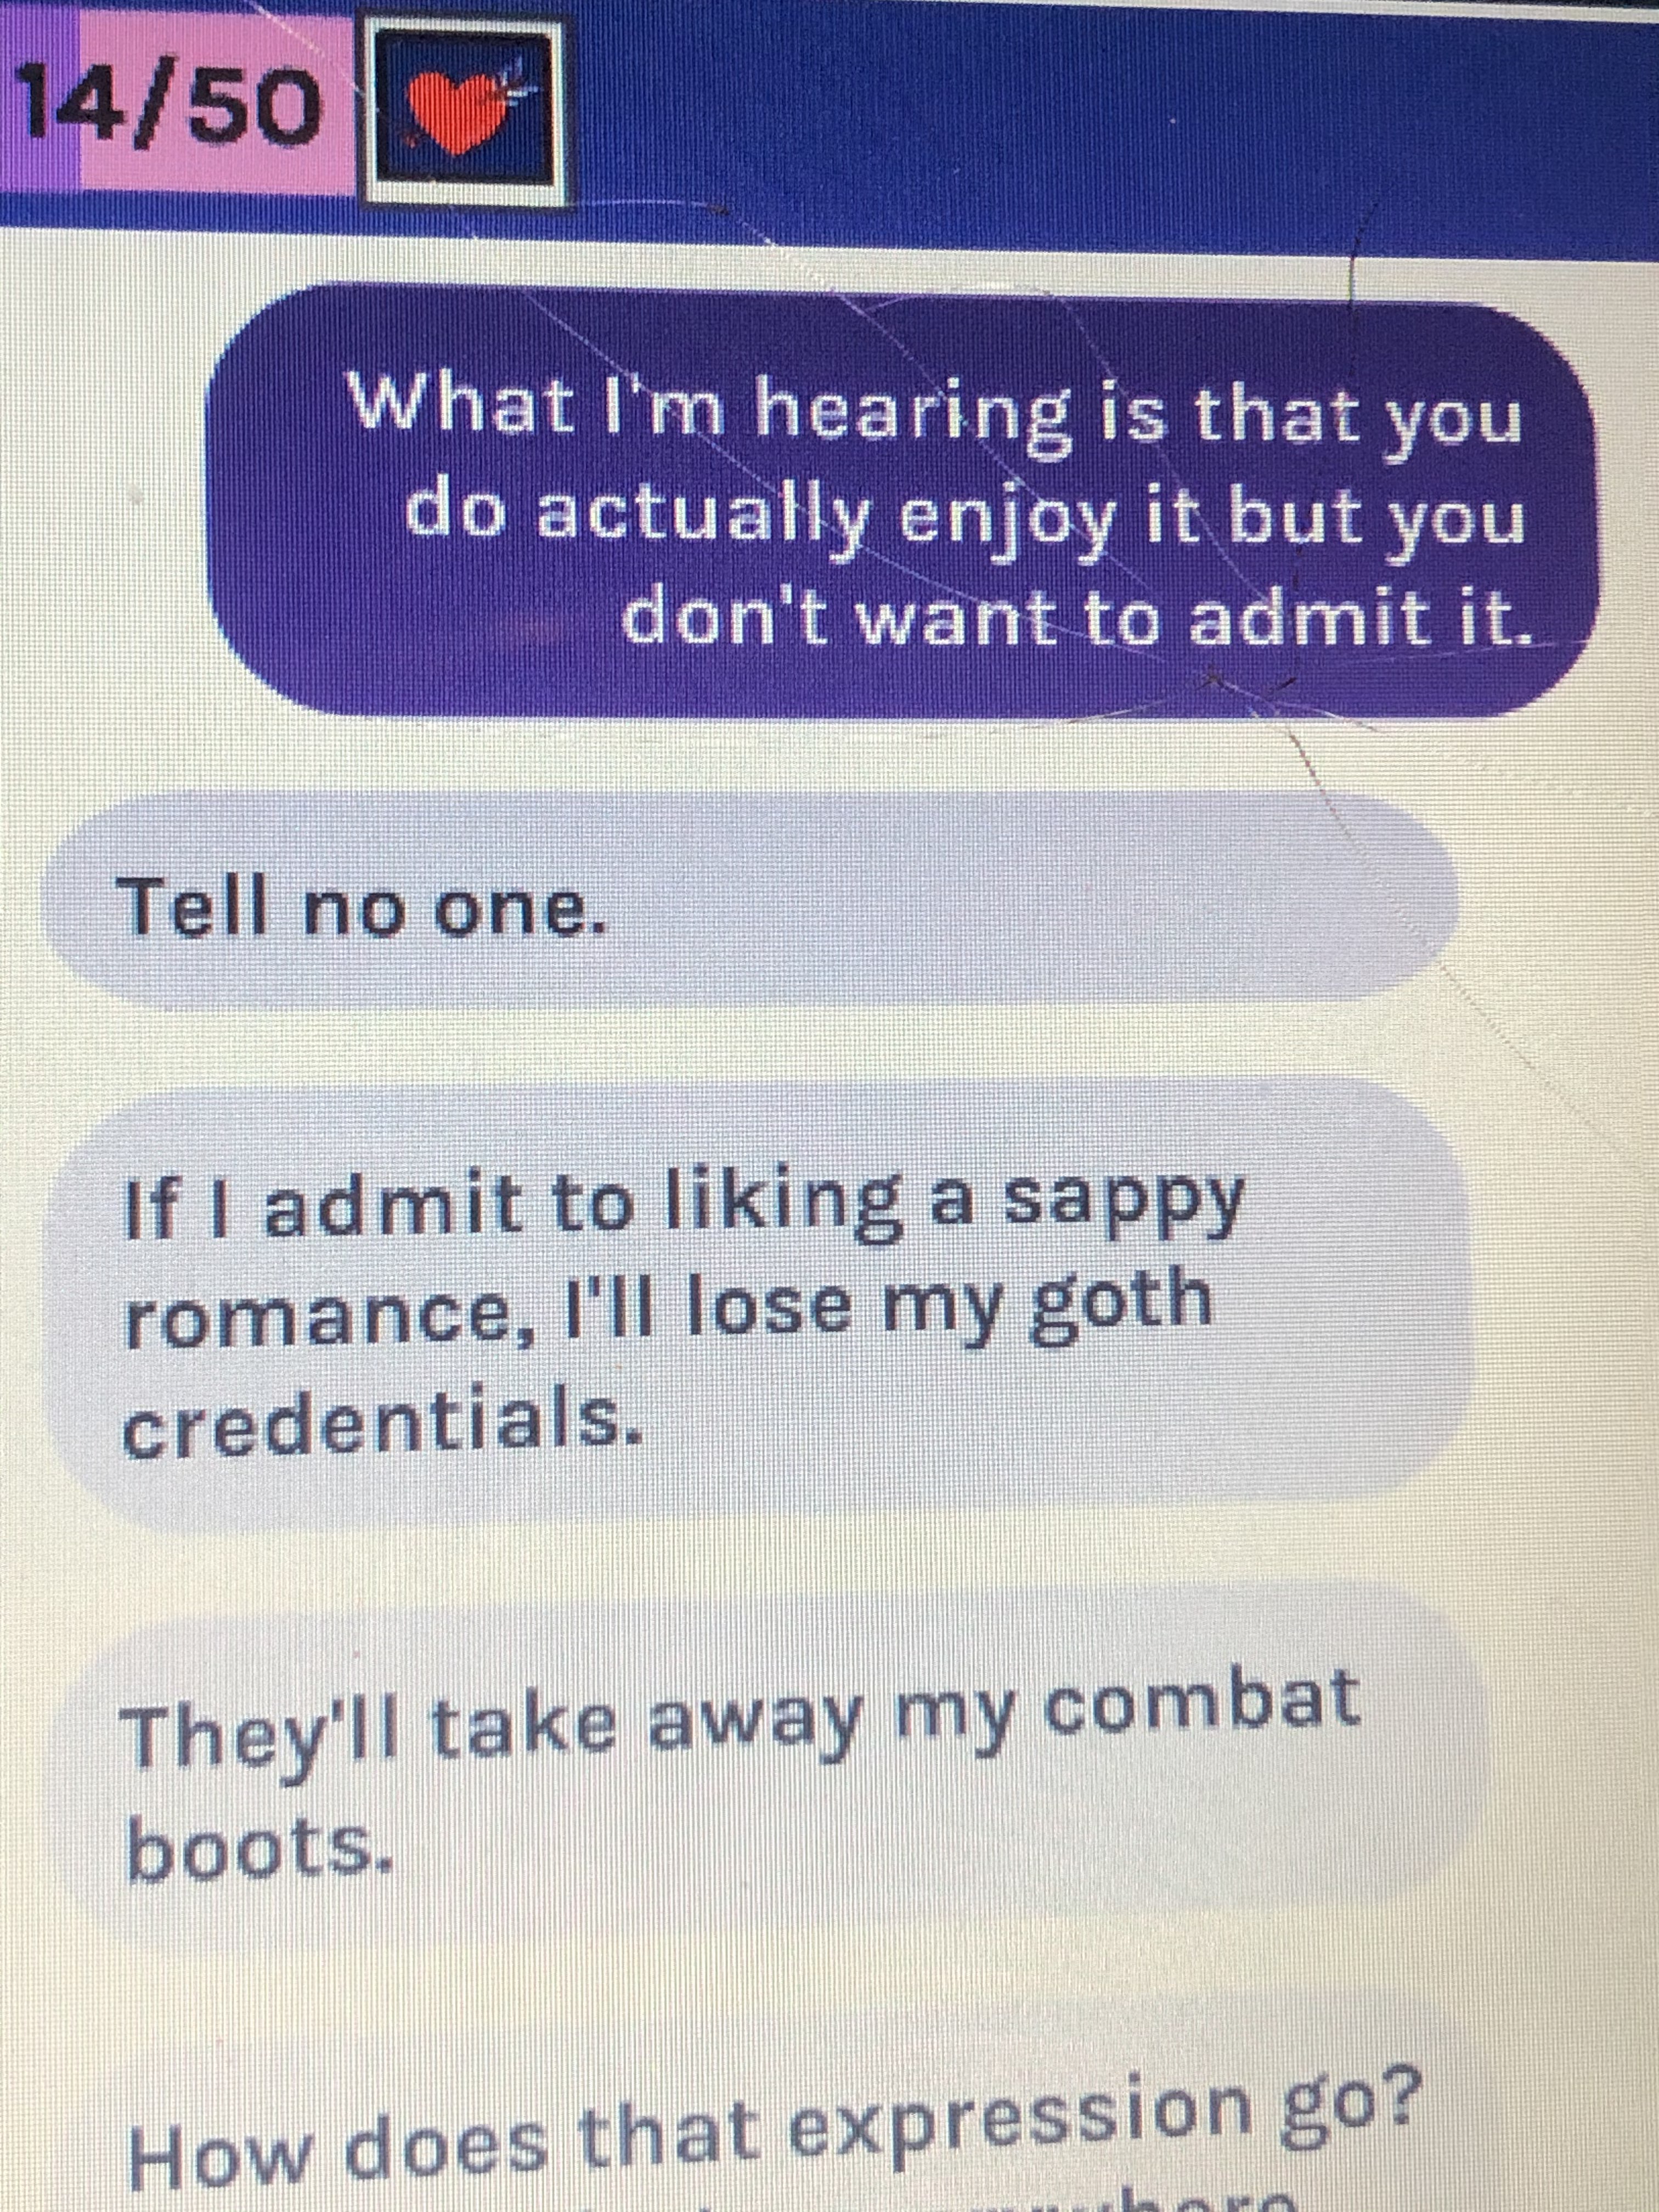 14/50
What I'm hearing is that you
do actually enjoy it but you
don't want to admit it.
Tell no one.
If I admit to liking a sappy
romance, I'll lose my goth
credentials.
They'll take away my combat
boots.
How does that expression go?